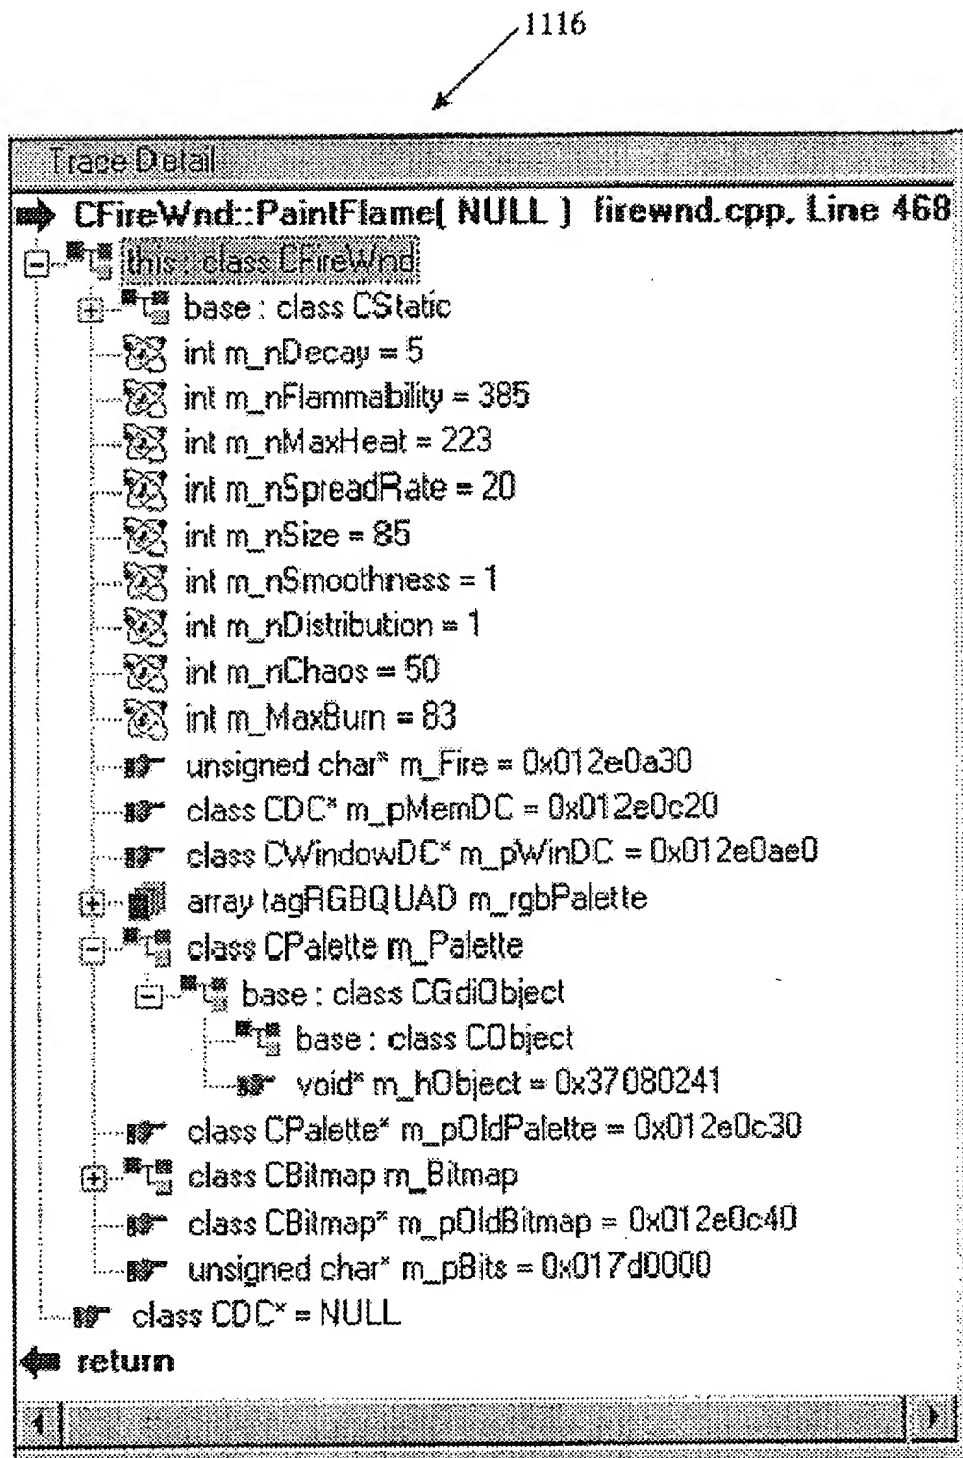 1116
Trace Detail
CFireWnd::PaintFlame( NULL ) firewnd.cpp, Line 468
this : class CFireWnd
base : class CStatic
int m_nDecay = 5
int m_nFlammability = 385
int m_nMaxHeat = 223
int m_nSpreadRate = 20
int m_nSize = 85
int m_nSmoothness = 1
int m_nDistribution = 1
int m_nChaos = 50
int m_MaxBurn = 83
unsigned char* m_Fire = 0x012e0a30
class CDC* m_pMemDC = 0x012e0c20
class CWindowDC* m_pWinDC = 0x012e0ae0
array tagRGBQUAD m_rgbPalette
class CPalette m_Palette
base : class CGdiObject
base : class CObject
void* m_hObject = 0x37080241
class CPalette* m_pOldPalette = 0x012e0c30
class CBitmap m_Bitmap
class CBitmap* m_pOldBitmap = 0x012e0c40
unsigned char* m_pBits = 0x017d0000
class CDC* = NULL
return